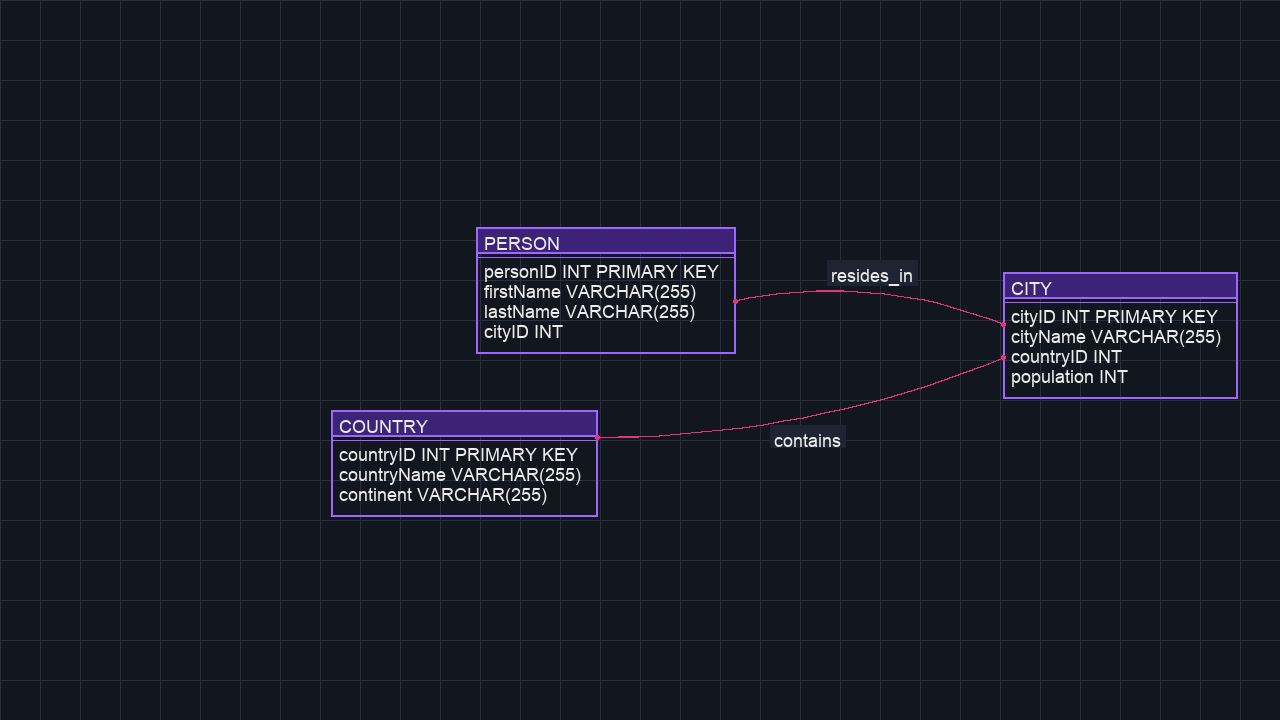 PERSON
personID INT PRIMARY KEY
firstName VARCHAR(255)
lastName VARCHAR(255)
cityID INT
resides_in
CITY
cityID INT PRIMARY KEY
cityName VARCHAR(255)
countryID INT
population INT
COUNTRY
countryID INT PRIMARY KEY
countryName VARCHAR(255)
continent VARCHAR(255)
contains